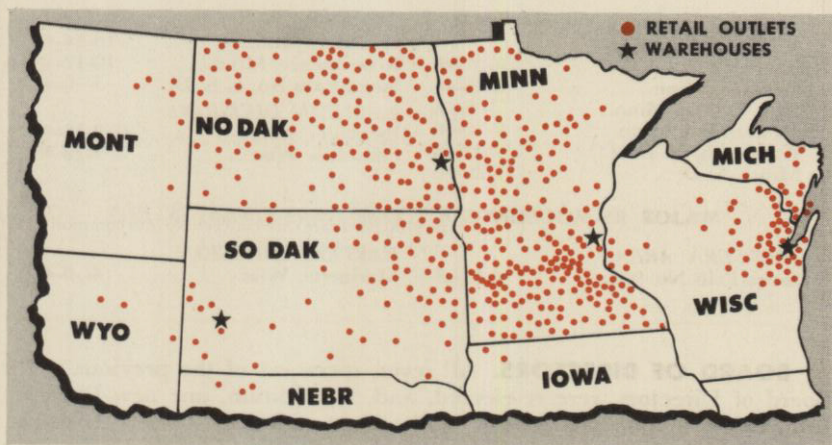 RETAIL OUTLETS
WAREHOUSES
MINN
NO DAK
MONT
MICH
SO DAK
WISC
WYO
IOWA
NEBR